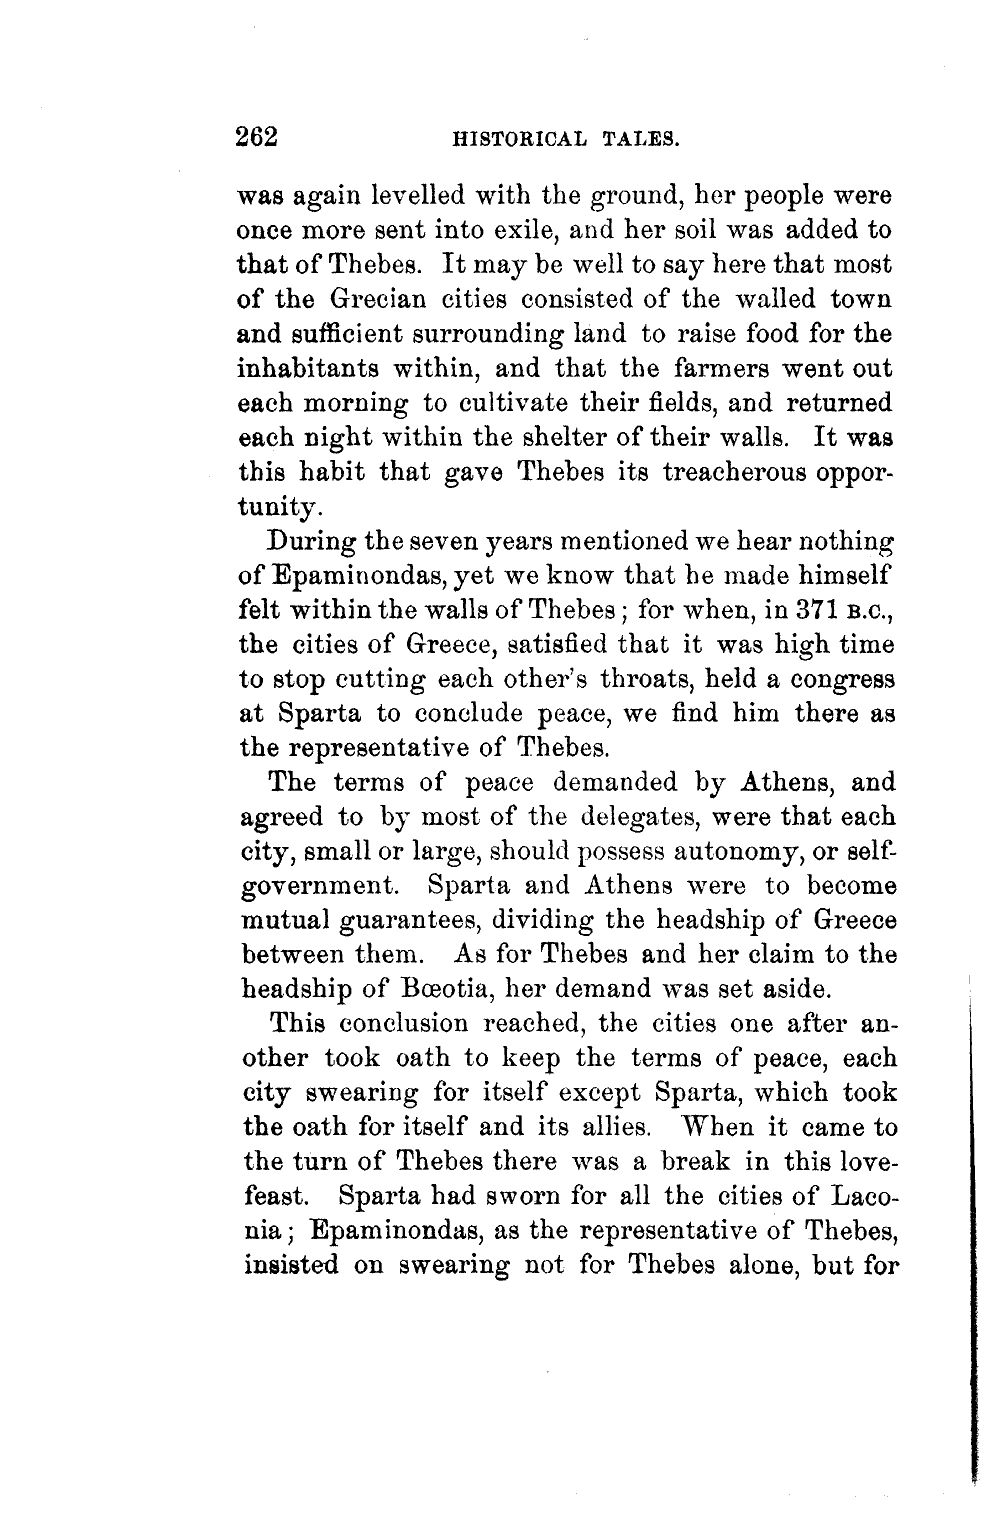 262 HISTORICAL TALES.
was again levelled with the ground, her people were
once more sent into exile, and her soil was added to
that of Thebes. It may be well to say here that most
of the Grecian cities consisted of the walled town
and sufficient surrounding land to raise food for the
inhabitants within, and that the farmers went out
each morning to cultivate their fields, and returned
each night within the shelter of their walls. It was
this habit that gave Thebes its treacherous oppor-
tunity.
During the seven years mentioned we hear nothing
of Epaminondas, yet we know that he made himself
felt within the walls of Thebes; for when, in 371 B.C.,
the cities of Greece, satisfied that it was high time
to stop cutting each other's throats, held a congress
at Sparta to conclude peace, we find him there as
the representative of Thebes.
The terms of peace demanded by Athens, and
agreed to by most of the delegates, were that each
city, small or large, should possess autonomy, or self-
government. Sparta and Athens were to become
mutual guarantees, dividing the headship of Greece
between them. As for Thebes and her claim to the
headship of Bœotia, her demand was set aside.
This conclusion reached, the cities one after an-
other took oath to keep the terms of peace, each
city swearing for itself except Sparta, which took
the oath for itself and its allies. When it came to
the turn of Thebes there was a break in this love-
feast. Sparta had sworn for all the cities of Laco-
nia; Epaminondas, as the representative of Thebes,
insisted on swearing not for Thebes alone, but for